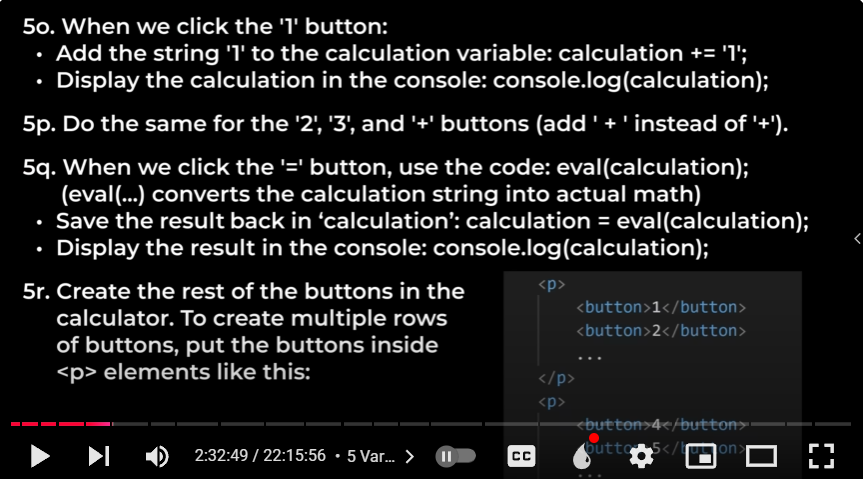 5o. When we click the '1' button:
• Add the string '1' to the calculation variable: calculation += '1';
• Display the calculation in the console: console.log(calculation);
5p. Do the same for the '2', '3', and '+' buttons (add ' + ' instead of '+').
5q. When we click the '=' button, use the code: eval(calculation);
(eval(...) converts the calculation string into actual math)
• Save the result back in ‘calculation’: calculation = eval(calculation);
• Display the result in the console: console.log(calculation);
5r. Create the rest of the buttons in the
calculator. To create multiple rows
of buttons, put the buttons inside
<p> elements like this:
<p>
<button>1</button>
<button>2</button>
...
</p>
<p>
<button>4</button>
<button>5</button>
...
2:32:49 / 22:15:56 • 5 Var... >
CC